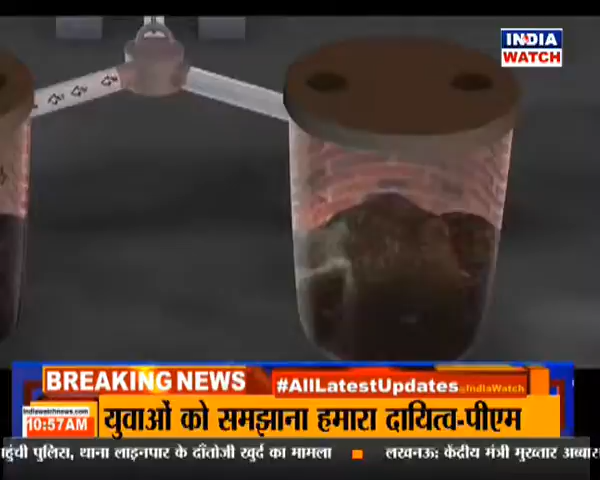 INDIA
WATCH
BREAKING NEWS
#AllLatestUpdates @IndiaWatch
indiawatchnews.com
10:57AM
युवाओं को समझाना हमारा दायित्व-पीएम
पुलिस, थाना लाइनपार के दाँतोजी खुर्द का मामला
लखनऊ: केंद्रीय मंत्री मुख्तार अब्बास